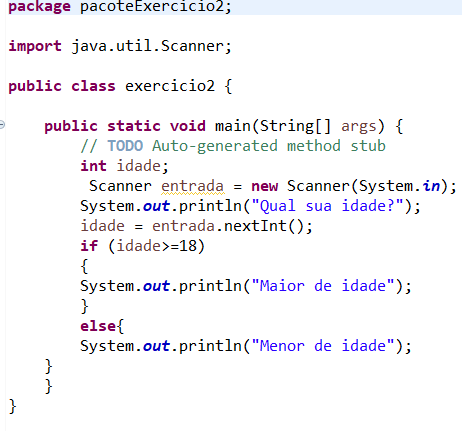 package pacoteExercicio2;
import java.util.Scanner;
public class exercicio2 {
public static void main(String[] args) {
// TODO Auto-generated method stub
int idade;
Scanner entrada = new Scanner(System.in);
System.out.println("Qual sua idade?");
idade = entrada.nextInt();
if (idade>=18)
{
System.out.println("Maior de idade");
}
else{
System.out.println("Menor de idade");
}
}
}